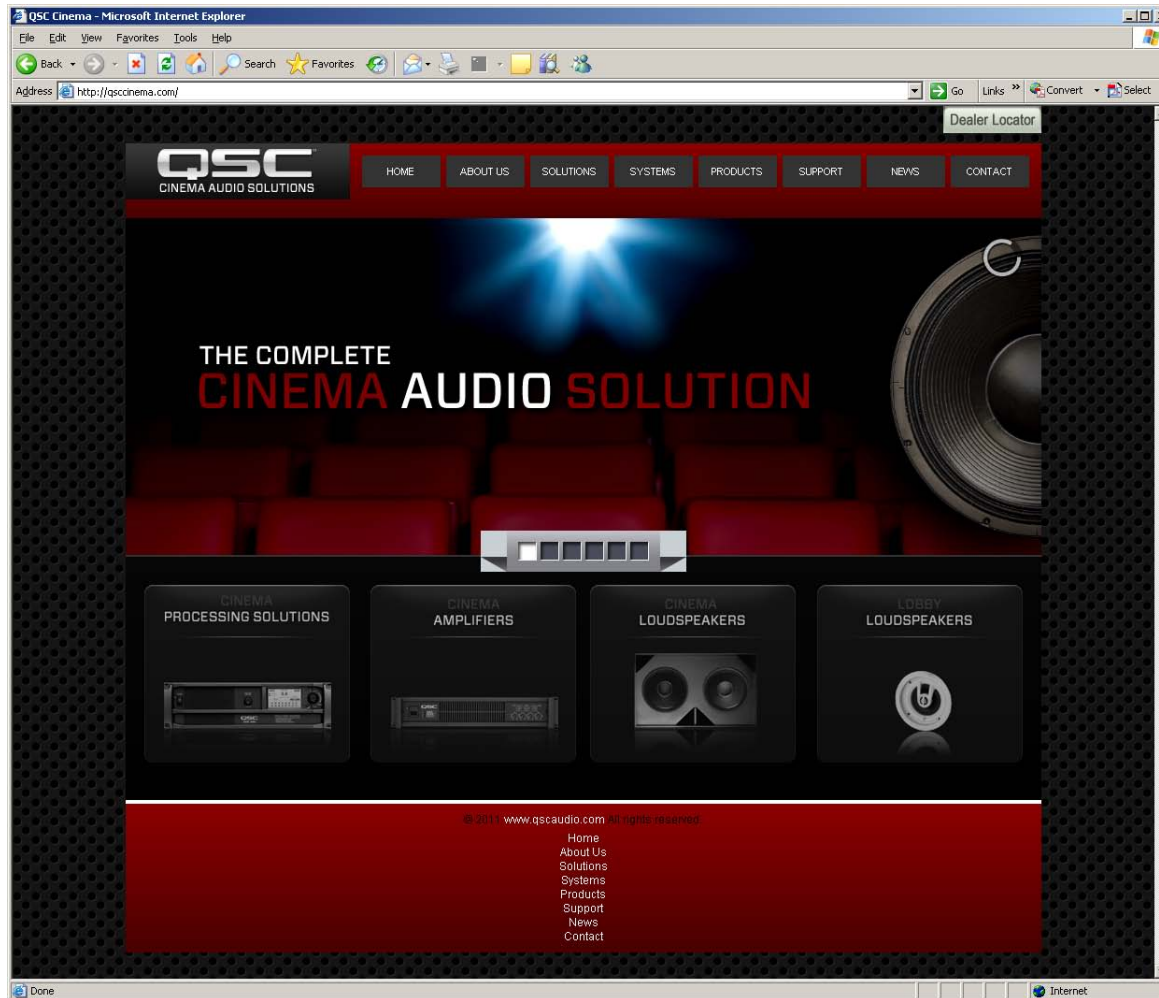 QSC Cinema - Microsoft Internet Explorer
File Edit View Favorites Tools Help
Back Search Favorites
Address http://qsccinema.com/ Go Links » Convert Select
Dealer Locator
QSC™
CINEMA AUDIO SOLUTIONS
HOME ABOUT US SOLUTIONS SYSTEMS PRODUCTS SUPPORT NEWS CONTACT
THE COMPLETE
CINEMA AUDIO SOLUTION
CINEMA
PROCESSING SOLUTIONS
CINEMA
AMPLIFIERS
CINEMA
LOUDSPEAKERS
LOBBY
LOUDSPEAKERS
QSC
QSC
© 2011 www.qscaudio.com All rights reserved.
Home
About Us
Solutions
Systems
Products
Support
News
Contact
Done Internet